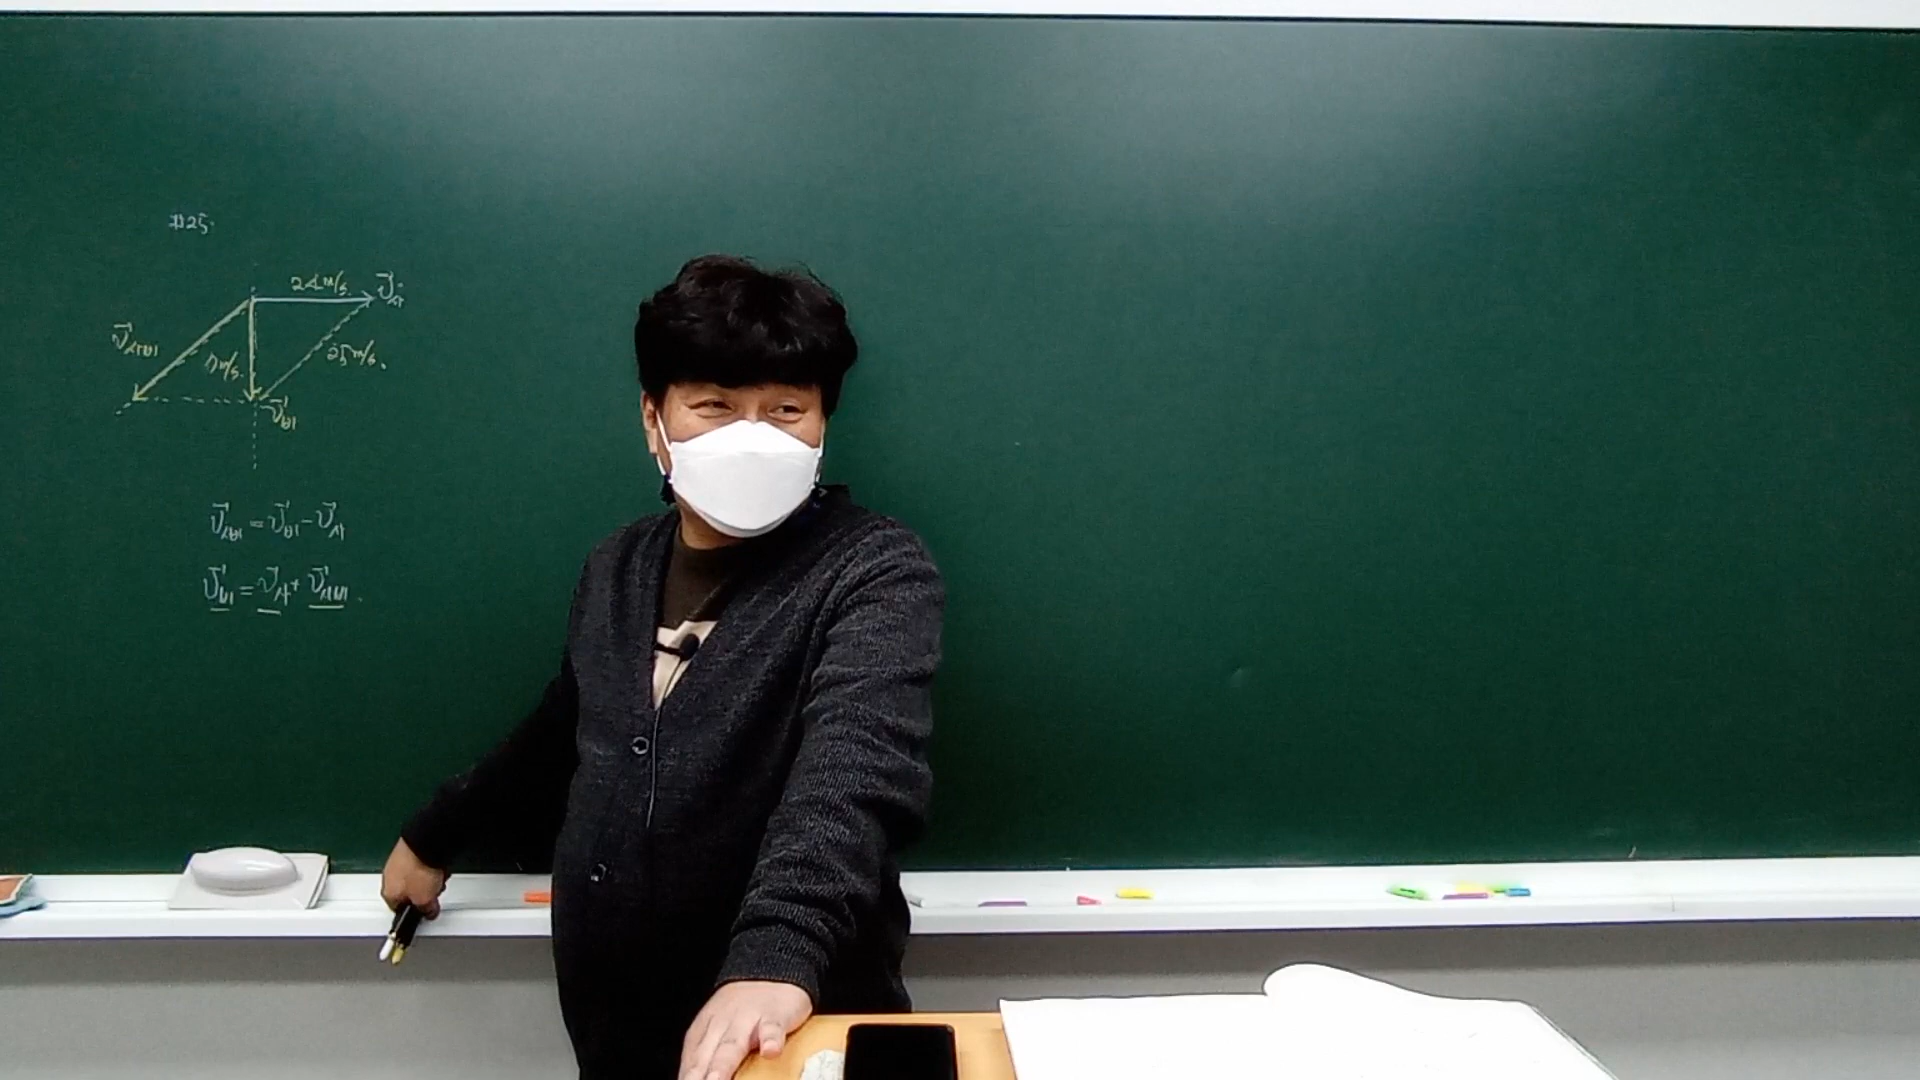 #25.
24m/s. v⃗사
v⃗사비 7m/s. 25m/s.
v⃗비
v⃗사비 = v⃗비 - v⃗사
v⃗비 = v⃗사 + v⃗사비.